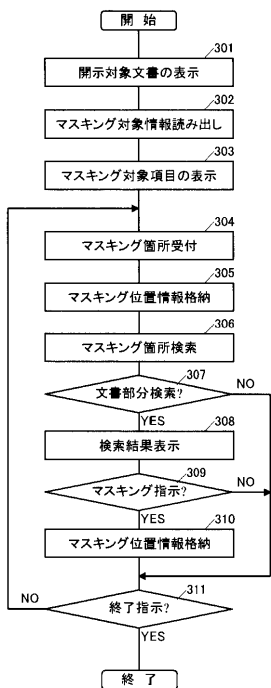 開 始
301
開示対象文書の表示
302
マスキング対象情報読み出し
303
マスキング対象項目の表示
304
マスキング箇所受付
305
マスキング位置情報格納
306
マスキング箇所検索
307
文書部分検索?
NO
YES
308
検索結果表示
309
マスキング指示?
NO
YES
310
マスキング位置情報格納
311
NO
終了指示?
YES
終 了